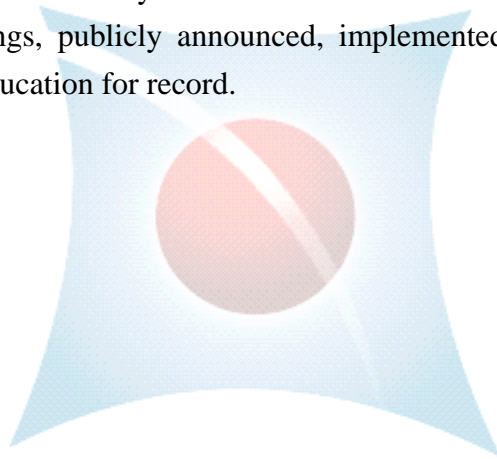 ngs, publicly announced, implemented
ucation for record.